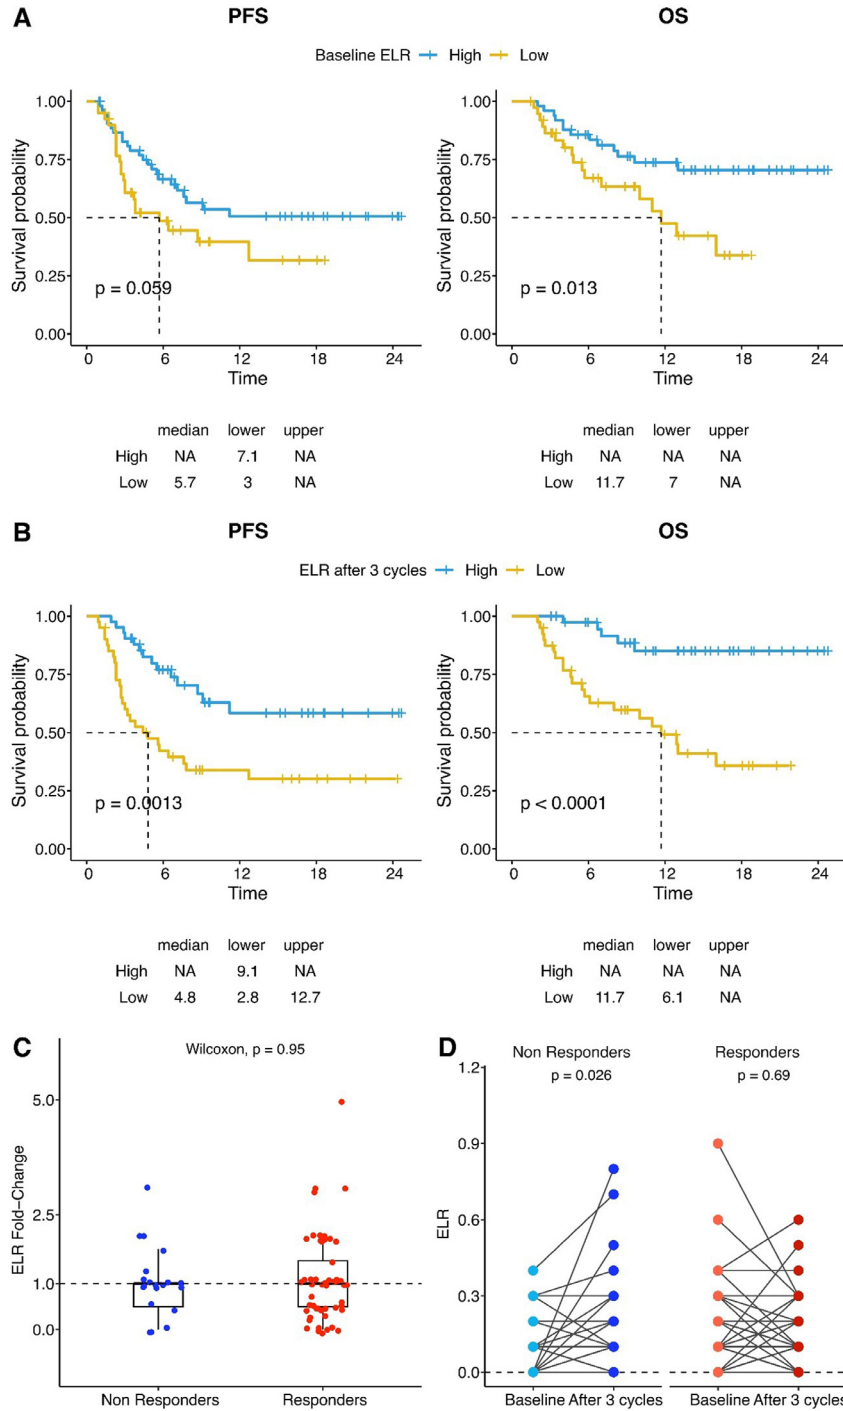 A
PFS
OS
Baseline ELR High Low
1.00
0.75
0.50
0.25
0.00
Survival probability
p = 0.059
0 6 12 18 24
Time
1.00
0.75
0.50
0.25
0.00
Survival probability
p = 0.013
0 6 12 18 24
Time
median lower upper
High NA 7.1 NA
Low 5.7 3 NA
median lower upper
High NA NA NA
Low 11.7 7 NA
B
PFS
OS
ELR after 3 cycles High Low
1.00
0.75
0.50
0.25
0.00
Survival probability
p = 0.0013
0 6 12 18 24
Time
1.00
0.75
0.50
0.25
0.00
Survival probability
p < 0.0001
0 6 12 18 24
Time
median lower upper
High NA 9.1 NA
Low 4.8 2.8 12.7
median lower upper
High NA NA NA
Low 11.7 6.1 NA
C
Wilcoxon, p = 0.95
5.0
2.5
1.0
0.0
ELR Fold-Change
Non Responders Responders
D
Non Responders Responders
p = 0.026 p = 0.69
1.2
0.9
0.6
0.3
0.0
ELR
Baseline After 3 cycles Baseline After 3 cycles